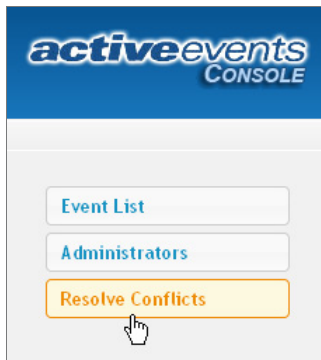 activeevents
CONSOLE
Event List
Administrators
Resolve Conflicts